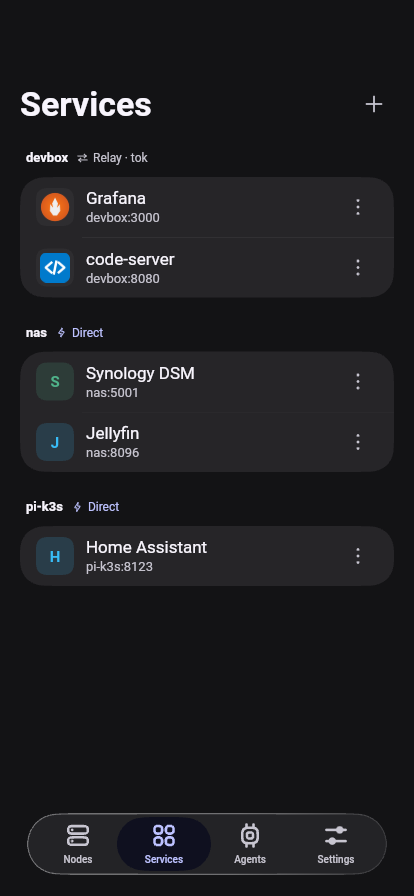 Services
devbox Relay · tok
Grafana
devbox:3000
code-server
devbox:8080
nas Direct
S
Synology DSM
nas:5001
J
Jellyfin
nas:8096
pi-k3s Direct
H
Home Assistant
pi-k3s:8123
Nodes Services Agents Settings